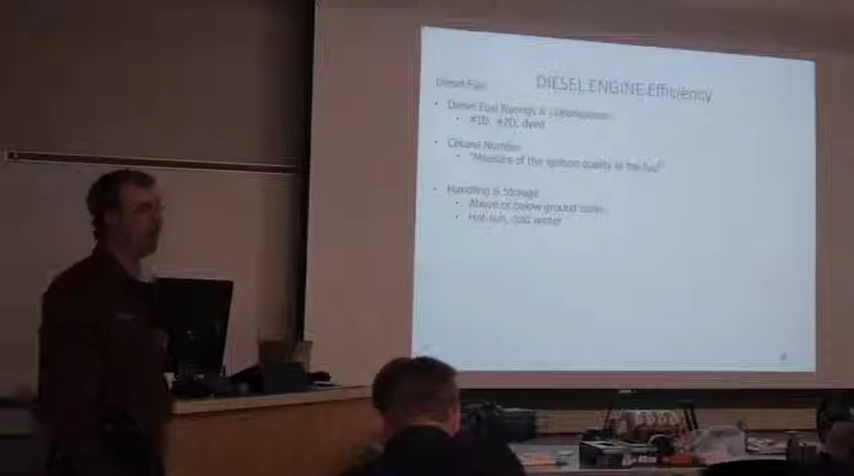 DIESEL ENGINE Efficiency
Diesel Fuel
• Diesel Fuel Ratings & Classifications
• #1D, #2D, dyed
• Cetane Number
• "Measure of the ignition quality of the fuel"
• Handling & Storage
• Above or below ground tanks
• Hot-sun, cold winter